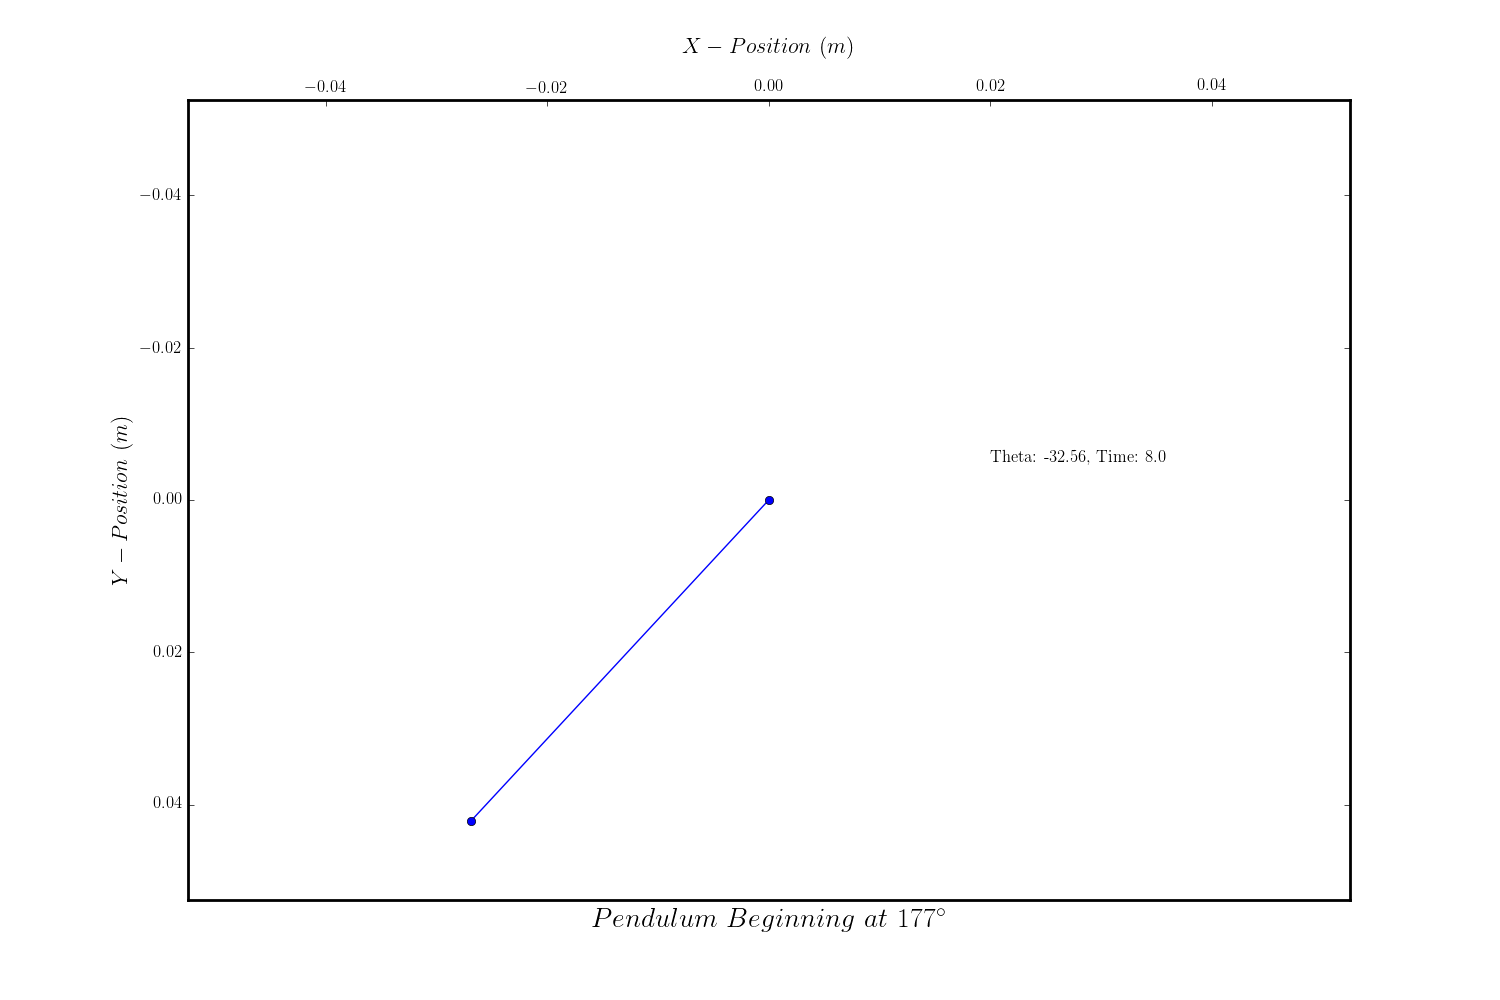 X − Position (m)
−0.04 −0.02 0.00 0.02 0.04
−0.04
−0.02
Y − Position (m)
Theta: -32.56, Time: 8.0
0.00
0.02
0.04
Pendulum Beginning at 177°